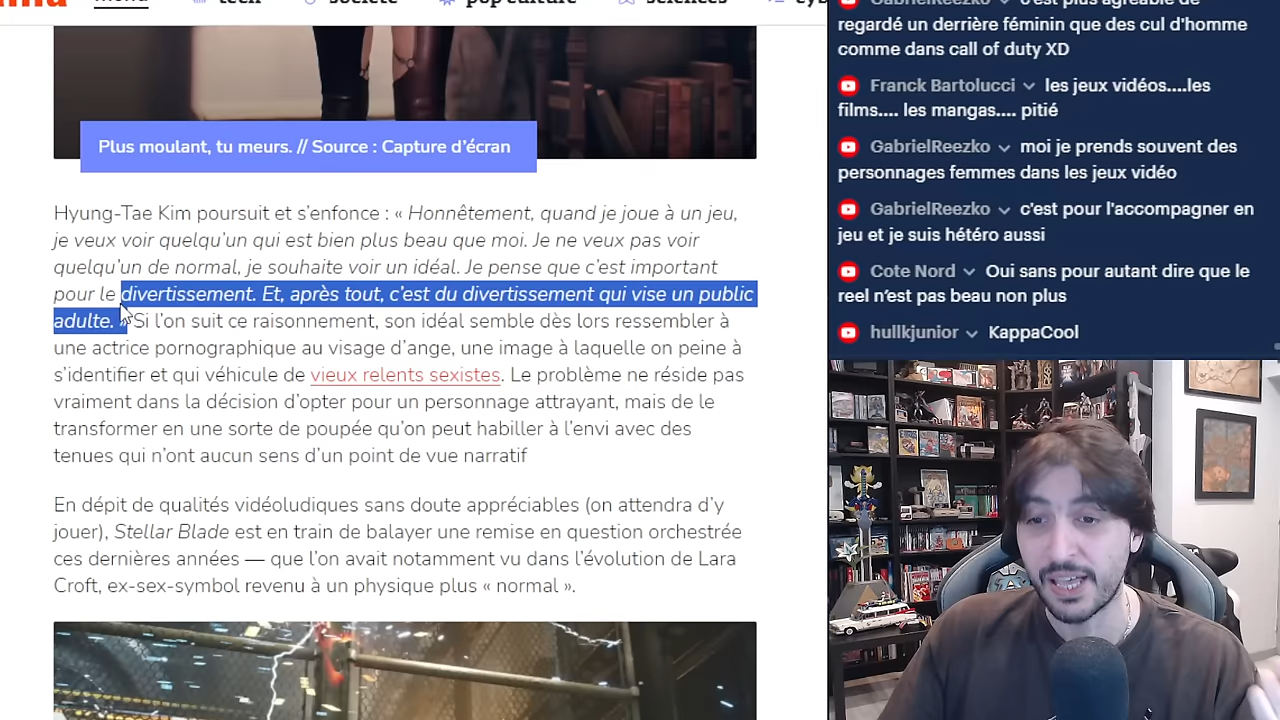 menu
tech
société
pop culture
sciences
Plus moulant, tu meurs. // Source : Capture d’écran
Hyung-Tae Kim poursuit et s’enfonce : « Honnêtement, quand je joue à un jeu,
je veux voir quelqu’un qui est bien plus beau que moi. Je ne veux pas voir
quelqu’un de normal, je souhaite voir un idéal. Je pense que c’est important
pour le divertissement. Et, après tout, c’est du divertissement qui vise un public
adulte. » Si l’on suit ce raisonnement, son idéal semble dès lors ressembler à
une actrice pornographique au visage d’ange, une image à laquelle on peine à
s’identifier et qui véhicule de vieux relents sexistes. Le problème ne réside pas
vraiment dans la décision d’opter pour un personnage attrayant, mais de le
transformer en une sorte de poupée qu’on peut habiller à l’envi avec des
tenues qui n’ont aucun sens d’un point de vue narratif
En dépit de qualités vidéoludiques sans doute appréciables (on attendra d’y
jouer), Stellar Blade est en train de balayer une remise en question orchestrée
ces dernières années — que l’on avait notamment vu dans l’évolution de Lara
Croft, ex-sex-symbol revenu à un physique plus « normal ».
GabrielReezko c'est plus agréable de
regardé un derrière féminin que des cul d'homme
comme dans call of duty XD
Franck Bartolucci les jeux vidéos....les
films.... les mangas.... pitié
GabrielReezko moi je prends souvent des
personnages femmes dans les jeux vidéo
GabrielReezko c'est pour l'accompagner en
jeu et je suis hétéro aussi
Cote Nord Oui sans pour autant dire que le
reel n’est pas beau non plus
hullkjunior KappaCool